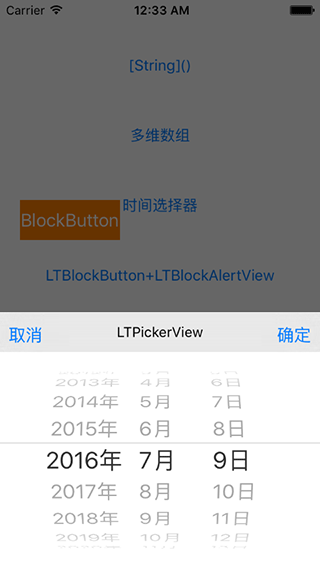 Carrier 12:33 AM
[String]()
多维数组
时间选择器
BlockButton
LTBlockButton+LTBlockAlertView
取消 LTPickerView 确定
2013年 4月 6日
2014年 5月 7日
2015年 6月 8日
2016年 7月 9日
2017年 8月 10日
2018年 9月 11日
2019年 10月 12日